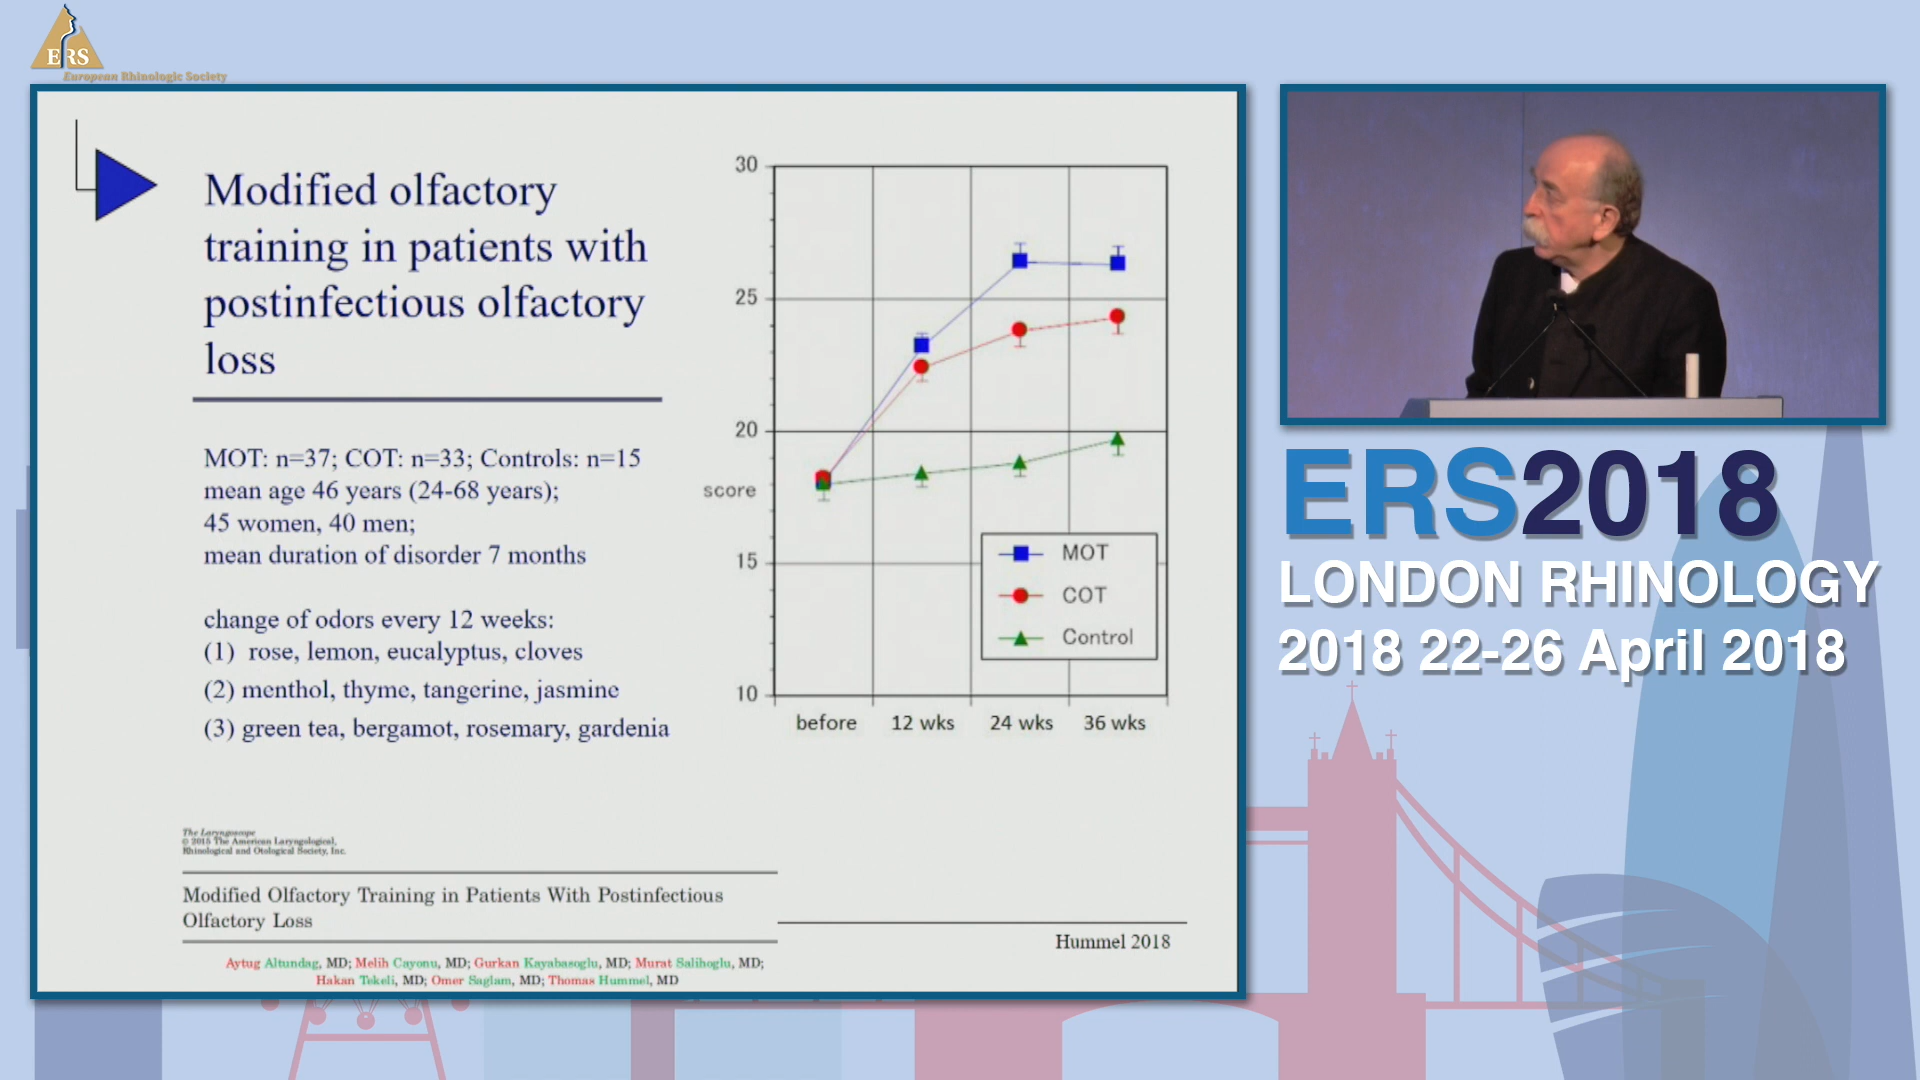 ERS
European Rhinologic Society
Modified olfactory
training in patients with
postinfectious olfactory
loss
MOT: n=37; COT: n=33; Controls: n=15
mean age 46 years (24-68 years);
45 women, 40 men;
mean duration of disorder 7 months
change of odors every 12 weeks:
(1) rose, lemon, eucalyptus, cloves
(2) menthol, thyme, tangerine, jasmine
(3) green tea, bergamot, rosemary, gardenia
30
25
20
score
15
10
MOT
COT
Control
before 12 wks 24 wks 36 wks
The Laryngoscope
© 2015 The American Laryngological,
Rhinological and Otological Society, Inc.
Modified Olfactory Training in Patients With Postinfectious
Olfactory Loss
Aytug Altundag, MD; Melih Cayonu, MD; Gurkan Kayabasoglu, MD; Murat Salihoglu, MD;
Hakan Tekeli, MD; Omer Saglam, MD; Thomas Hummel, MD
Hummel 2018
ERS2018
LONDON RHINOLOGY
2018 22-26 April 2018